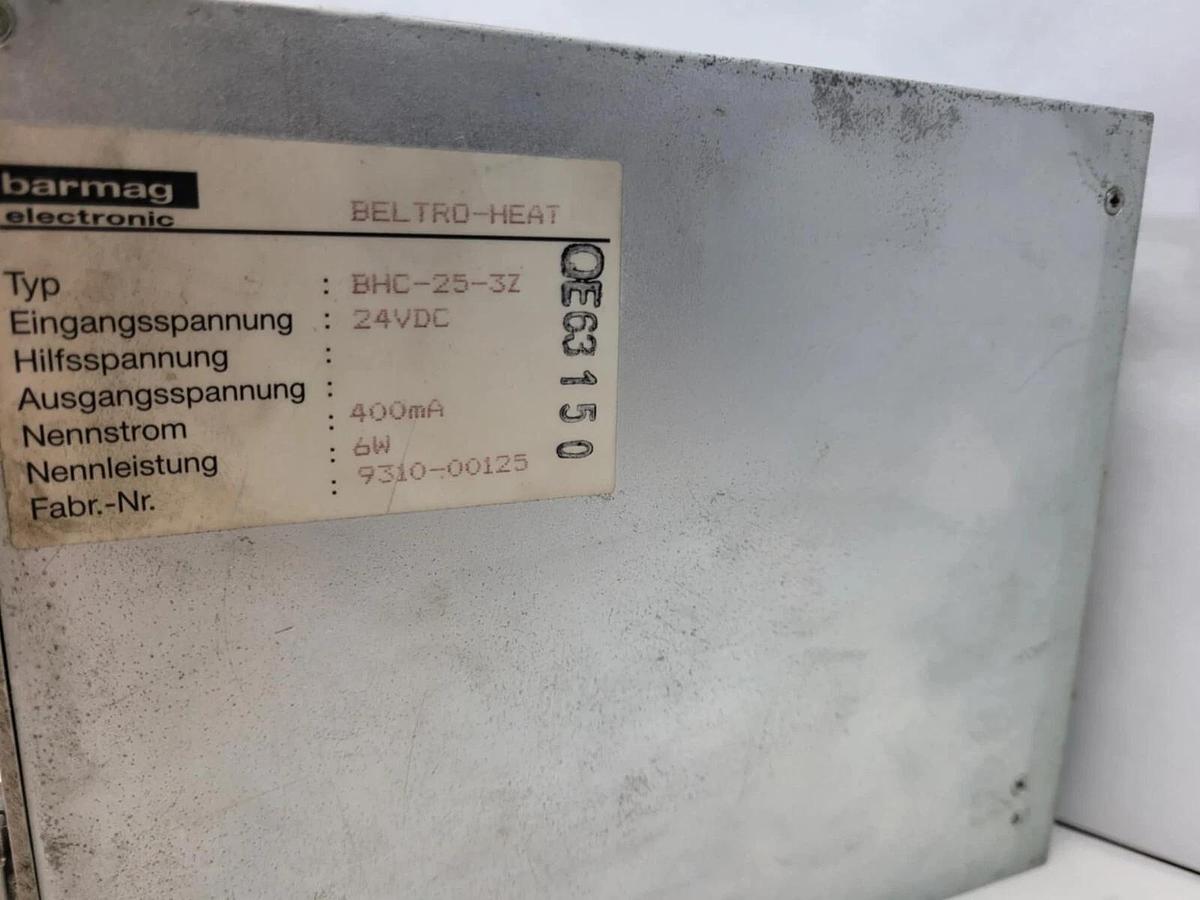 barmag
electronic
BELTRO-HEAT
Typ : BHC-25-3Z
Eingangsspannung : 24VDC
Hilfsspannung :
Ausgangsspannung :
Nennstrom : 400mA
Nennleistung : 6W
Fabr.-Nr. : 9310-00125
OE63150